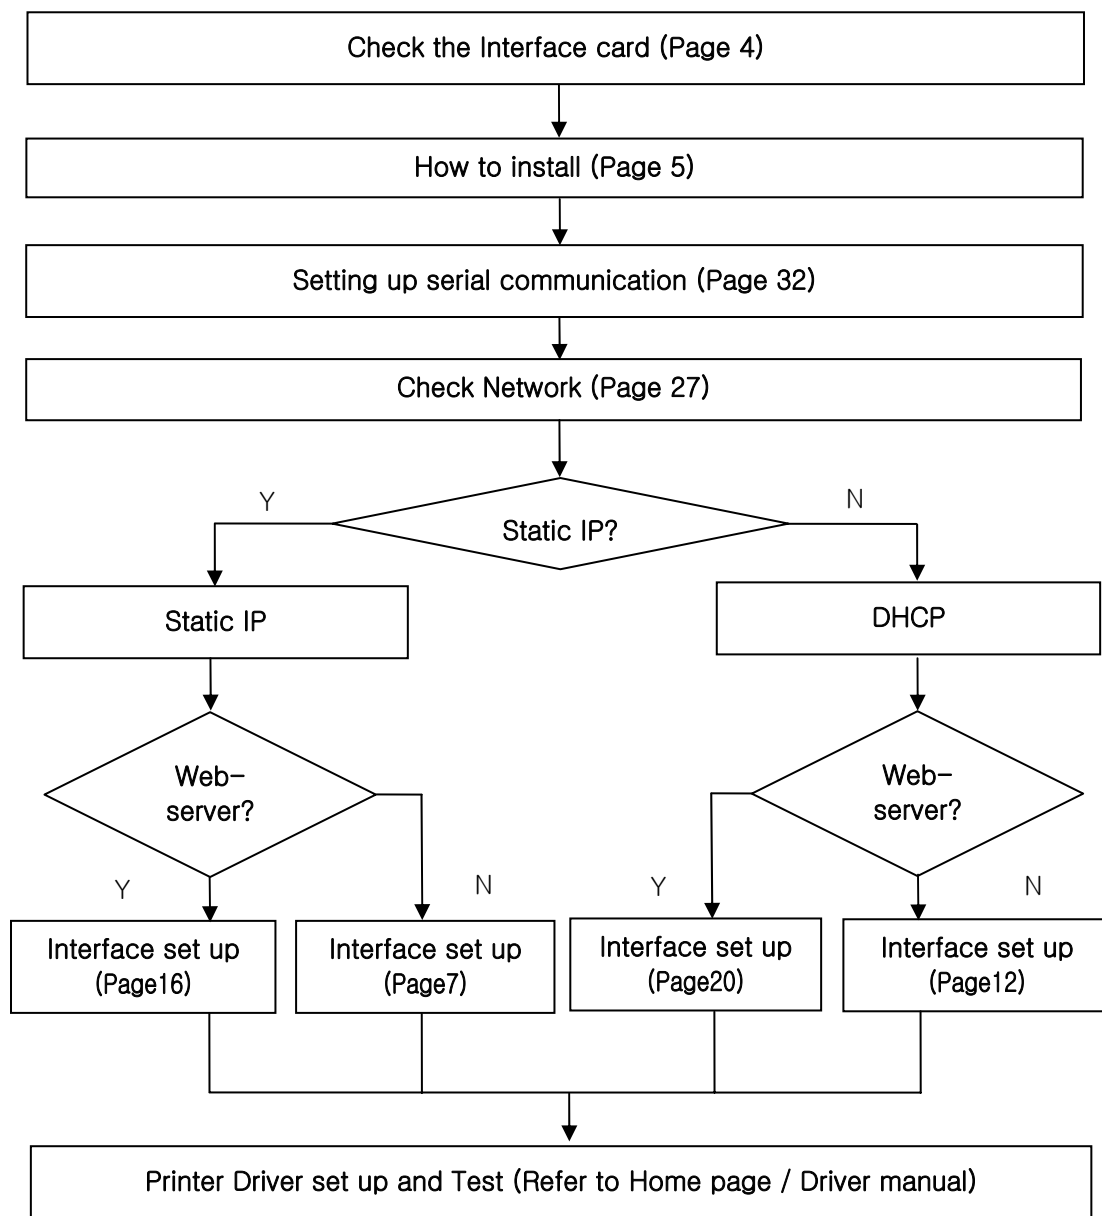 Check the Interface card (Page 4)
How to install (Page 5)
Setting up serial communication (Page 32)
Check Network (Page 27)
Y
N
Static IP?
Static IP
DHCP
Web-
server?
Web-
server?
Y
N
Y
N
Interface set up
(Page16)
Interface set up
(Page7)
Interface set up
(Page20)
Interface set up
(Page12)
Printer Driver set up and Test (Refer to Home page / Driver manual)